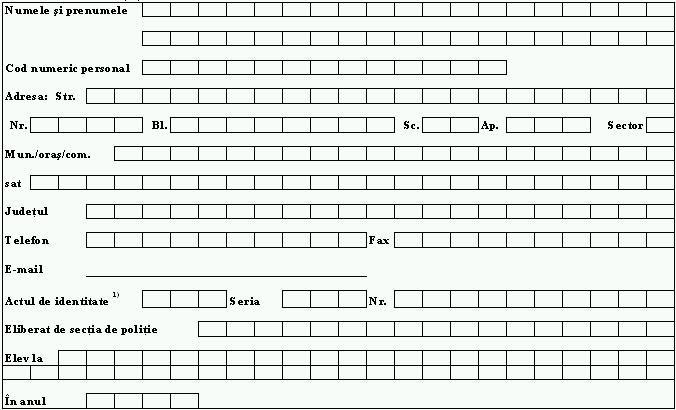 Numele și prenumele
Cod numeric personal
Adresa: Str.
Nr. Bl. Sc. Ap. Sector
Mun./oraș/com.
sat
Județul
Telefon Fax
E-mail
Actul de identitate 1) Seria Nr.
Eliberat de secția de poliție
Elev la
În anul